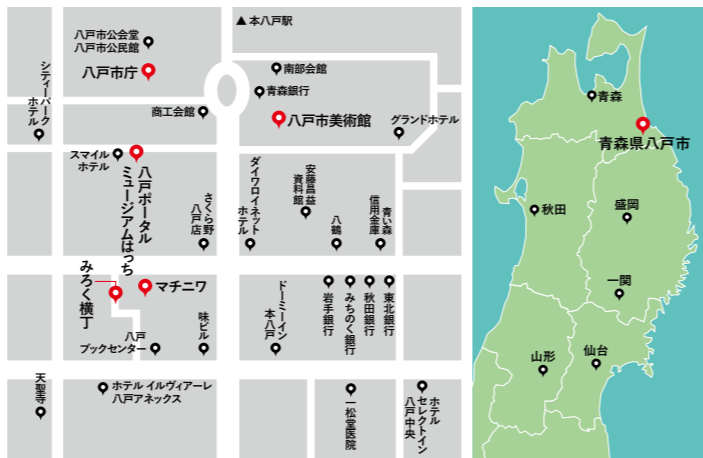 ▲本八戸駅
八戸市公会堂
八戸市公民館
八戸市庁
シティーパーク
ホテル
南部会館
青森銀行
商工会館
八戸市美術館
グランドホテル
スマイル
ホテル
八戸ポータル
ミュージアムはっち
さくら野
八戸店
ダイワロイネット
ホテル
安藤昌益
資料館
八鶴
青い森
信用金庫
みろく横丁
マチニワ
八戸
ブックセンター
味ビル
ドーミーイン
本八戸
岩手銀行
みちのく銀行
秋田銀行
東北銀行
天聖寺
ホテル イルヴィアーレ
八戸アネックス
一松堂医院
ホテル
セレクトイン
八戸中央
青森
青森県八戸市
秋田
盛岡
一関
山形
仙台